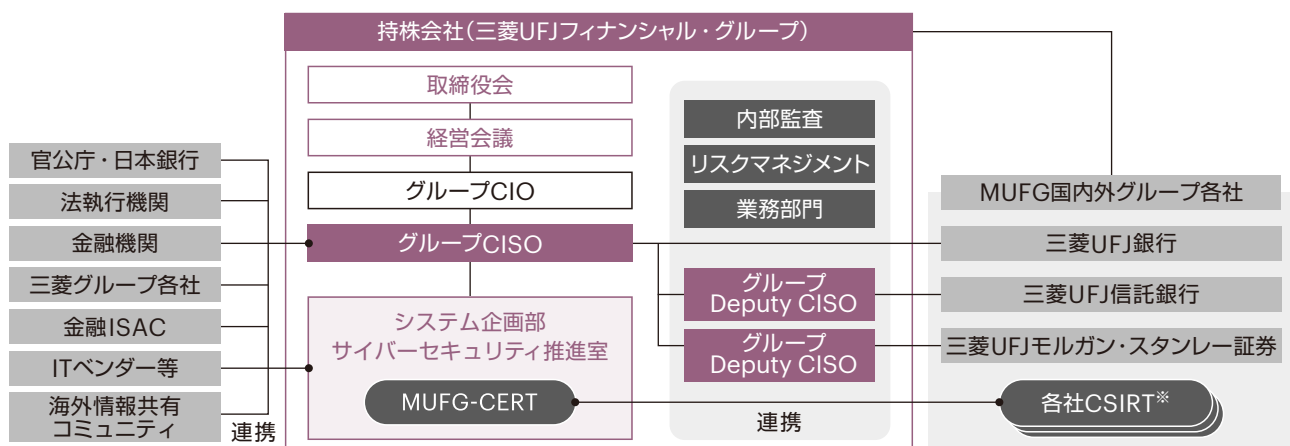 持株会社(三菱UFJフィナンシャル・グループ)
取締役会
経営会議
グループCIO
グループCISO
システム企画部
サイバーセキュリティ推進室
MUFG-CERT
内部監査
リスクマネジメント
業務部門
グループ
Deputy CISO
グループ
Deputy CISO
連携
官公庁・日本銀行
法執行機関
金融機関
三菱グループ各社
金融ISAC
ITベンダー等
海外情報共有
コミュニティ
連携
MUFG国内外グループ各社
三菱UFJ銀行
三菱UFJ信託銀行
三菱UFJモルガン・スタンレー証券
各社CSIRT※